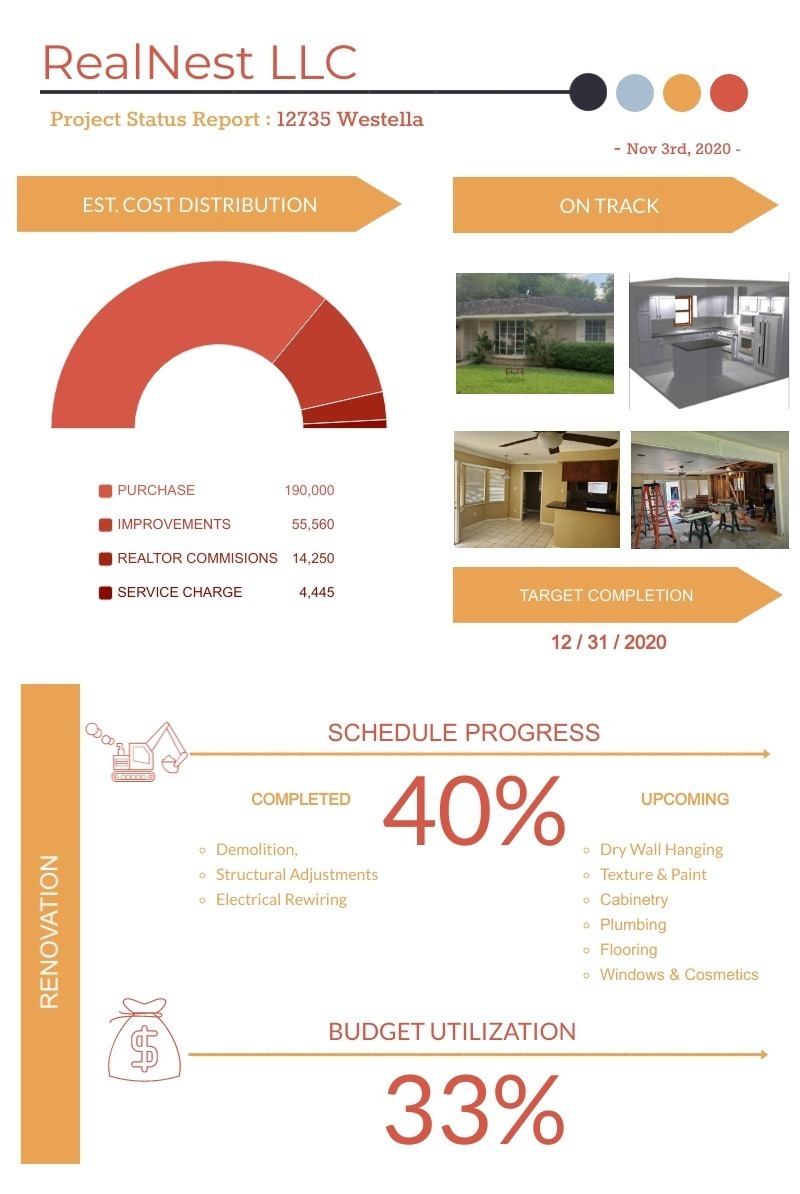 RealNest LLC
Project Status Report : 12735 Westella
- Nov 3rd, 2020 -
EST. COST DISTRIBUTION
ON TRACK
PURCHASE 190,000
IMPROVEMENTS 55,560
REALTOR COMMISIONS 14,250
SERVICE CHARGE 4,445
TARGET COMPLETION
12 / 31 / 2020
RENOVATION
SCHEDULE PROGRESS
40%
COMPLETED
Demolition,
Structural Adjustments
Electrical Rewiring
UPCOMING
Dry Wall Hanging
Texture & Paint
Cabinetry
Plumbing
Flooring
Windows & Cosmetics
BUDGET UTILIZATION
$
33%